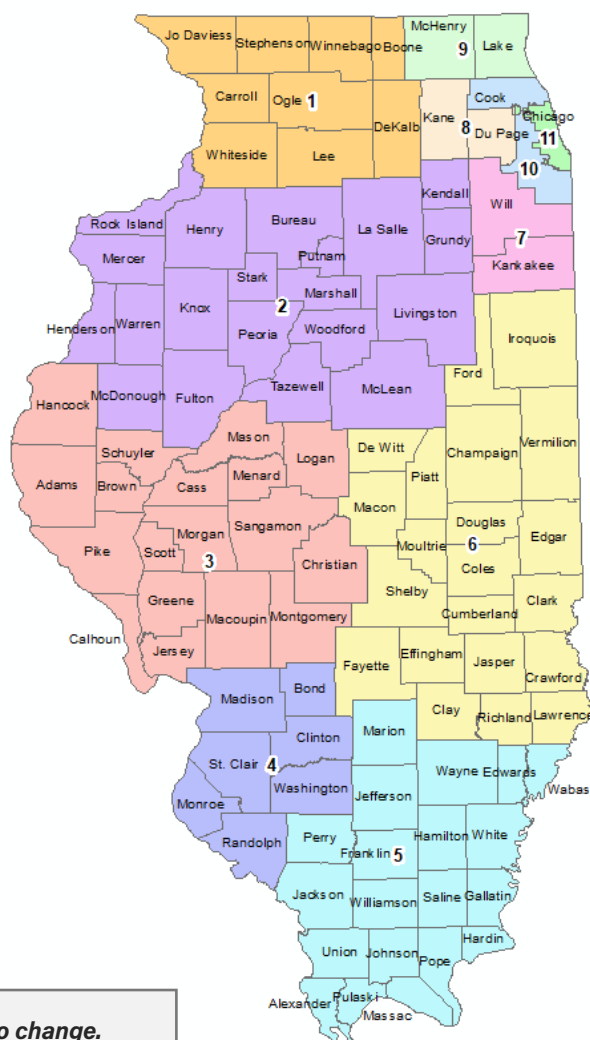 Jo Daviess
Stephenson
Winnebago
Boone
McHenry
9
Lake
Carroll
Ogle
1
DeKalb
Kane
8
Cook
Chicago
11
Du Page
10
Whiteside
Lee
Rock Island
Henry
Bureau
La Salle
Kendall
Will
7
Mercer
Putnam
Grundy
Kankakee
Stark
Marshall
Henderson
Warren
Knox
2
Peoria
Woodford
Livingston
Iroquois
Ford
McDonough
Fulton
Tazewell
McLean
Hancock
Mason
Logan
De Witt
Champaign
Vermilion
Schuyler
Menard
Piatt
Adams
Brown
Cass
Macon
Sangamon
Douglas
Morgan
Moultrie
6
Edgar
Pike
Scott
3
Christian
Coles
Shelby
Greene
Macoupin
Montgomery
Cumberland
Clark
Calhoun
Jersey
Fayette
Effingham
Jasper
Crawford
Madison
Bond
Clay
Richland
Lawrence
Clinton
Marion
St. Clair
4
Wayne
Edwards
Wabas
Washington
Jefferson
Monroe
Randolph
Perry
Franklin
5
Hamilton
White
Jackson
Williamson
Saline
Gallatin
Union
Johnson
Pope
Hardin
Alexander
Pulaski
Massac
o change.